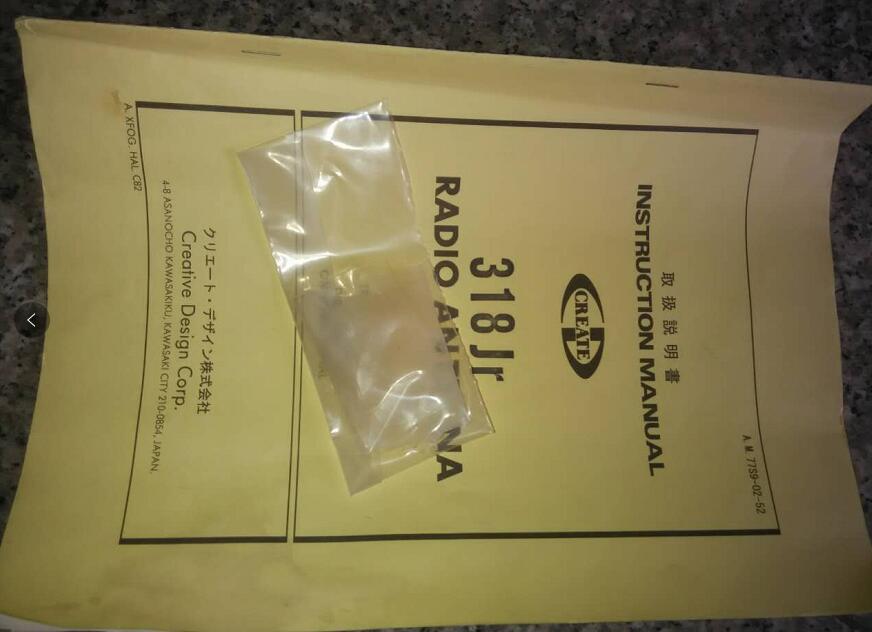 A. M. 77S9-02-52
取扱説明書
INSTRUCTION MANUAL
CREATE
318Jr
RADIO ANT NA
クリエート・デザイン株式会社
Creative Design Corp.
4-8 ASANOCHO KAWASAKIKU, KAWASAKI CITY 210-0854, JAPAN.
A. XFOG. HAL C82